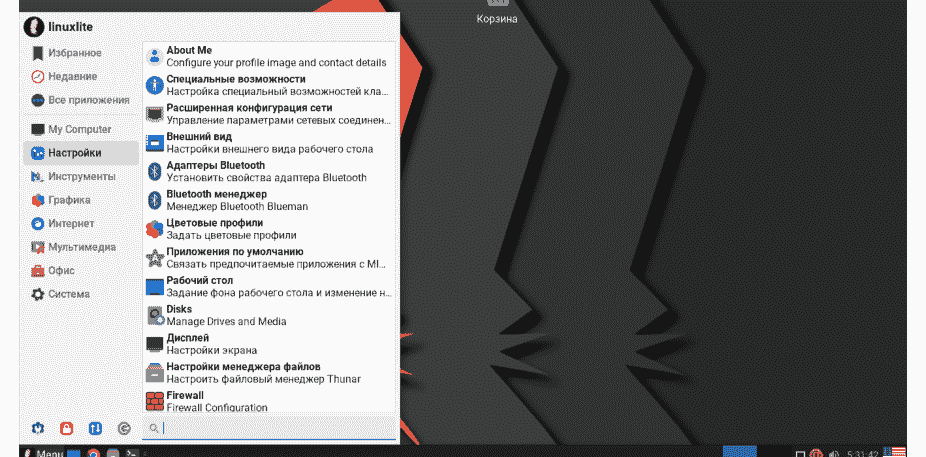 Корзина
linuxlite
Избранное
Недавние
Все приложения
My Computer
Настройки
Инструменты
Графика
Интернет
Мультимедиа
Офис
Система
About Me
Configure your profile image and contact details
Специальные возможности
Настройка специальный возможностей кла...
Расширенная конфигурация сети
Управление параметрами сетевых соединен...
Внешний вид
Настройки внешнего вида рабочего стола
Адаптеры Bluetooth
Установить свойства адаптера Bluetooth
Bluetooth менеджер
Менеджер Bluetooth Blueman
Цветовые профили
Задать цветовые профили
Приложения по умолчанию
Связать предпочитаемые приложения с MI...
Рабочий стол
Задание фона рабочего стола и изменение н...
Disks
Manage Drives and Media
Дисплей
Настройки экрана
Настройки менеджера файлов
Настроить файловый менеджер Thunar
Firewall
Firewall Configuration
Menu
5:31:42